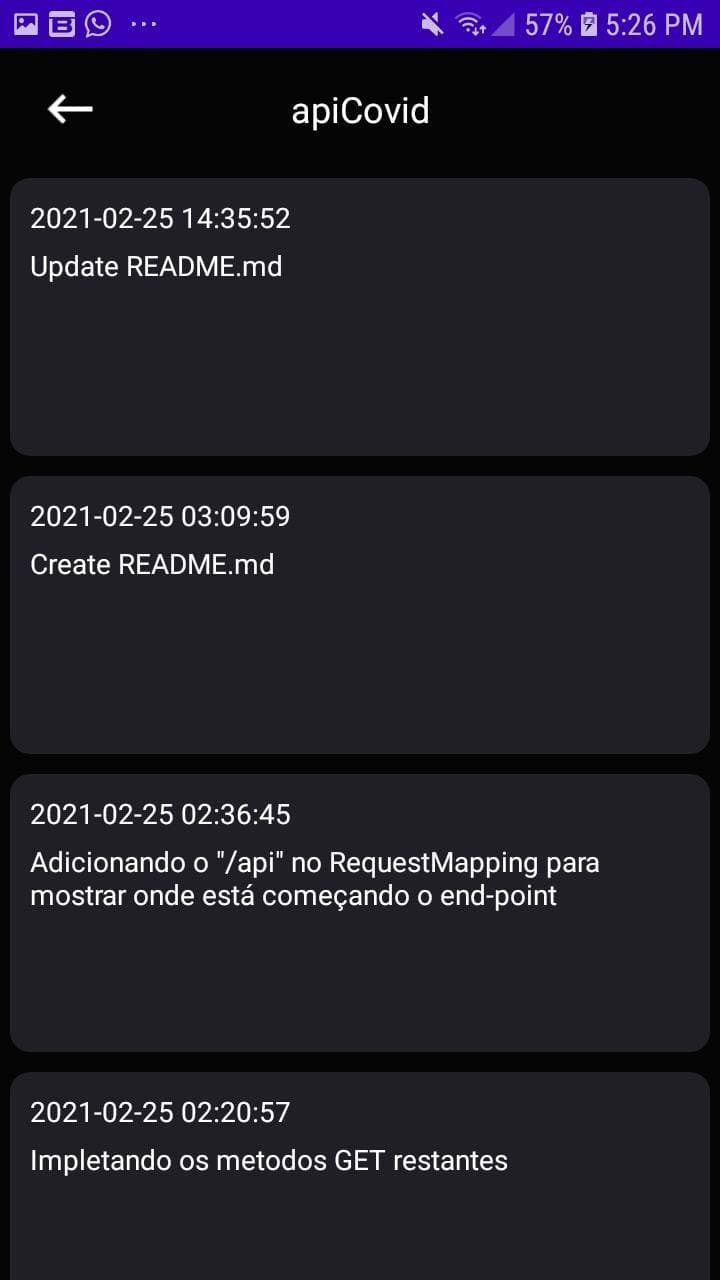 57% 5:26 PM
apiCovid
2021-02-25 14:35:52
Update README.md
2021-02-25 03:09:59
Create README.md
2021-02-25 02:36:45
Adicionando o "/api" no RequestMapping para
mostrar onde está começando o end-point
2021-02-25 02:20:57
Impletando os metodos GET restantes